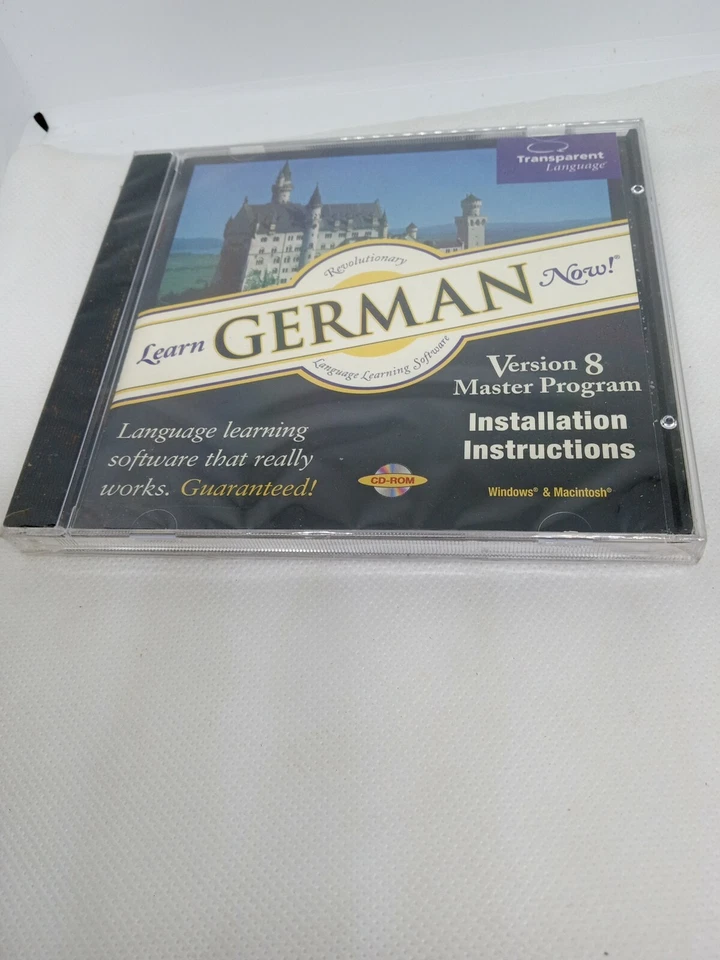 Transparent
Language®
Revolutionary
Learn GERMAN Now!®
Language Learning Software
Version 8
Master Program
Installation
Instructions
Language learning
software that really
works. Guaranteed!
CD-ROM
Windows® & Macintosh®